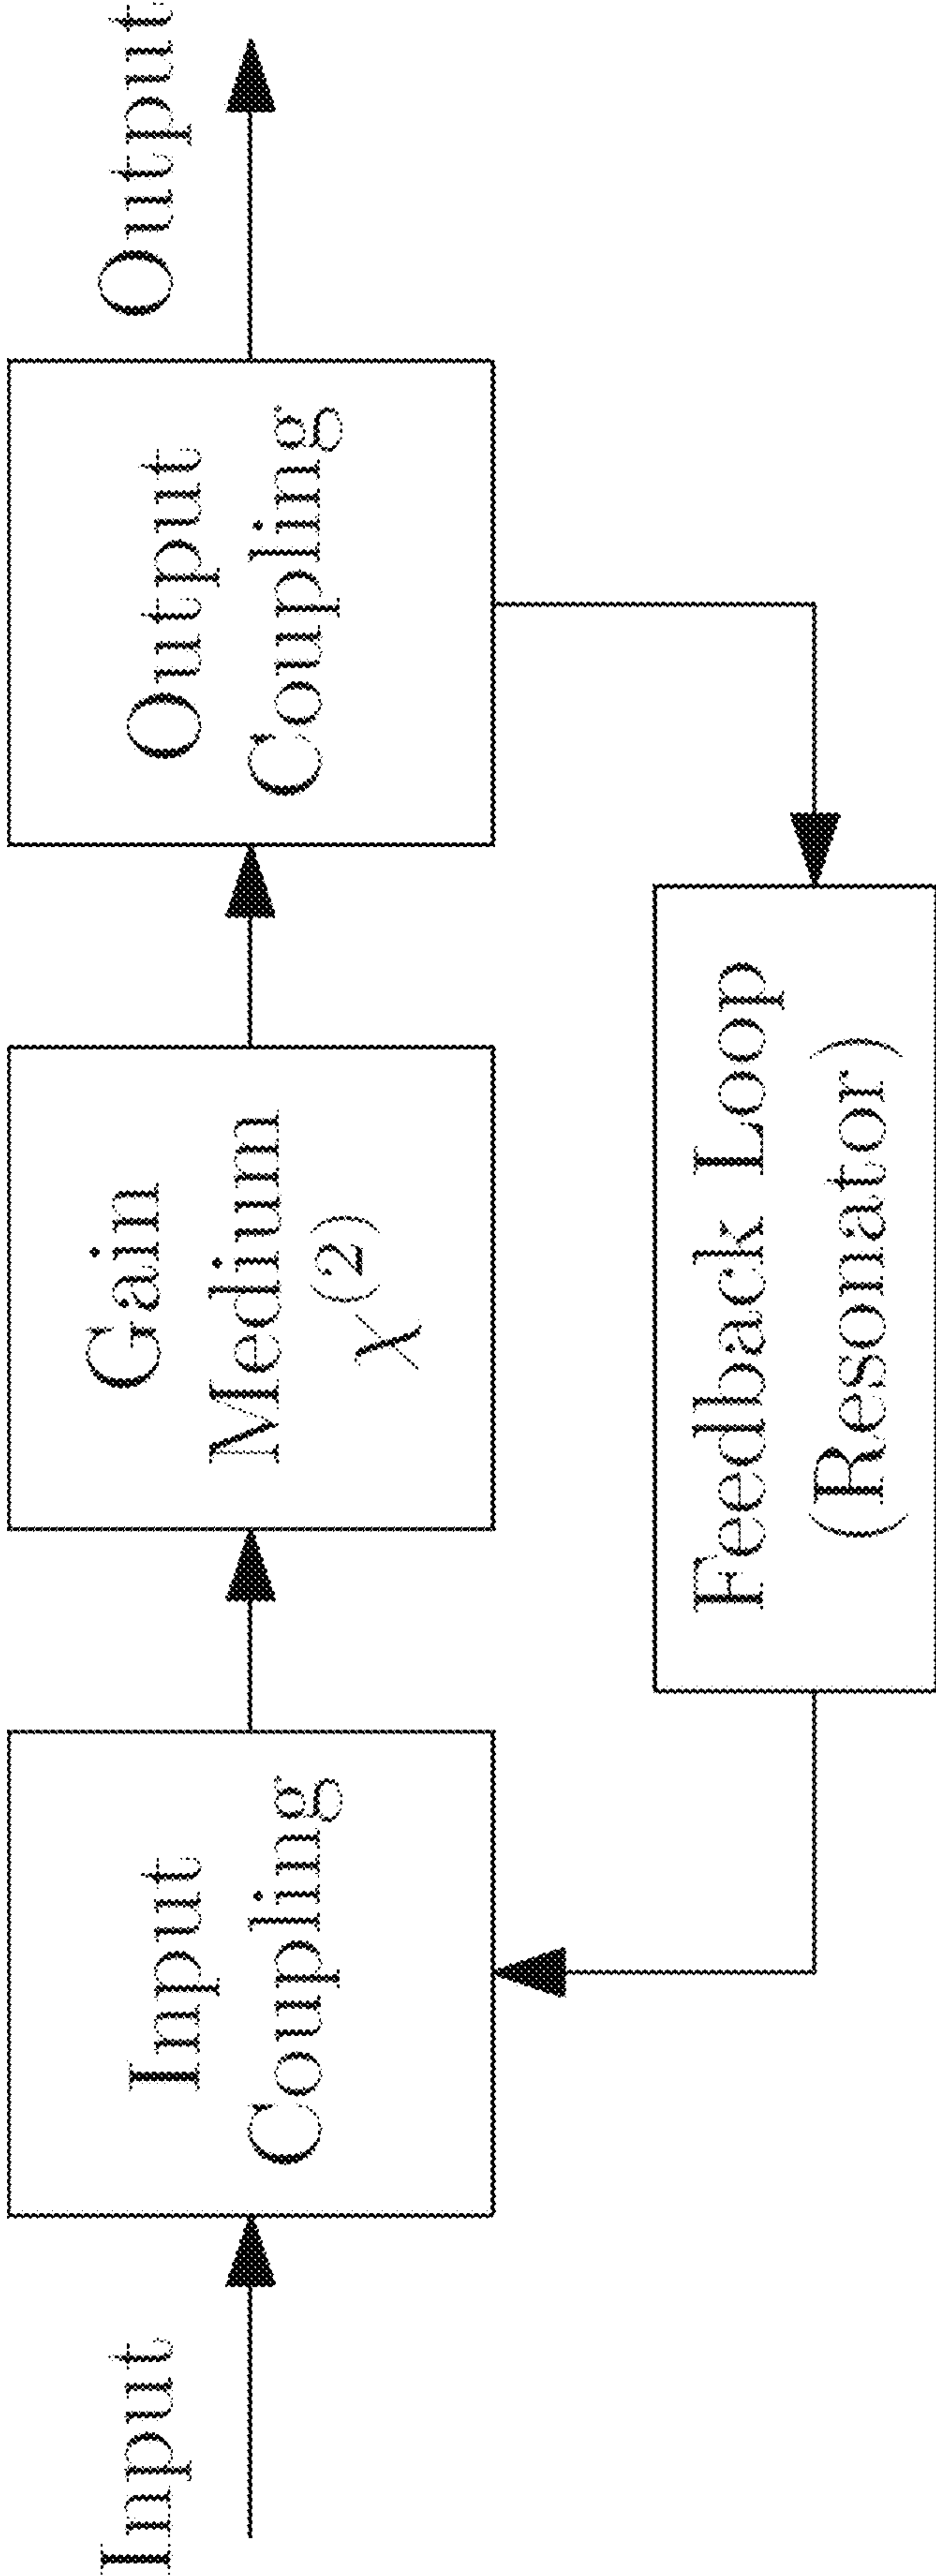 Input
Input
Coupling
Gain
Medium
χ⁽²⁾
Output
Coupling
Output
Feedback Loop
(Resonator)